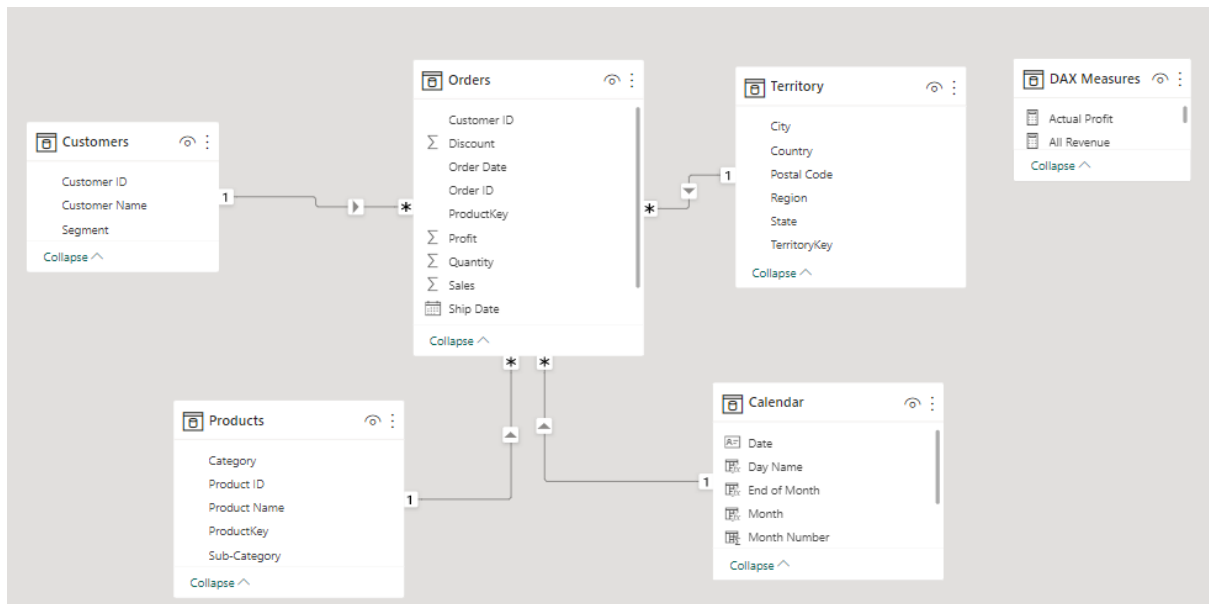 Customers
Customer ID
Customer Name
Segment
Collapse
1
*
Orders
Customer ID
Σ Discount
Order Date
Order ID
ProductKey
Σ Profit
Σ Quantity
Σ Sales
Ship Date
Collapse
*
1
Territory
City
Country
Postal Code
Region
State
TerritoryKey
Collapse
DAX Measures
Actual Profit
All Revenue
Collapse
*
*
Products
Category
Product ID
Product Name
ProductKey
Sub-Category
Collapse
1
1
Calendar
Date
Day Name
End of Month
Month
Month Number
Collapse